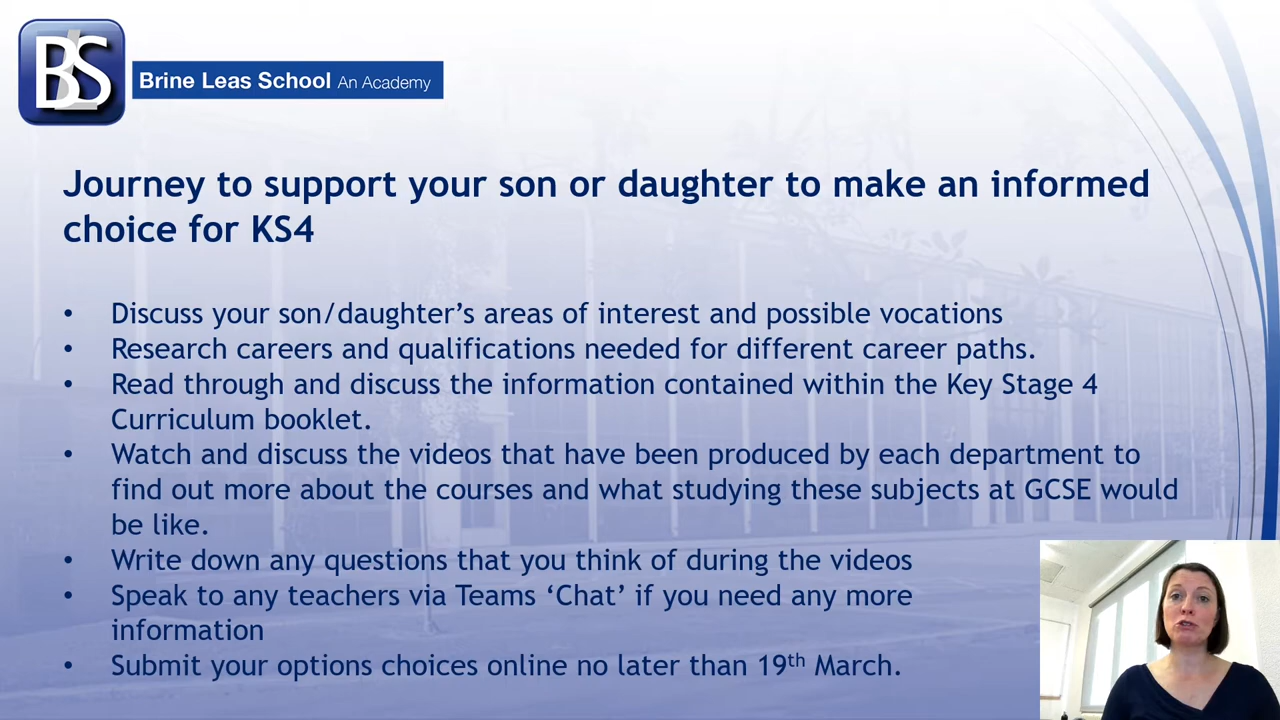 BLS
Brine Leas School An Academy
Journey to support your son or daughter to make an informed
choice for KS4
• Discuss your son/daughter’s areas of interest and possible vocations
• Research careers and qualifications needed for different career paths.
• Read through and discuss the information contained within the Key Stage 4
Curriculum booklet.
• Watch and discuss the videos that have been produced by each department to
find out more about the courses and what studying these subjects at GCSE would
be like.
• Write down any questions that you think of during the videos
• Speak to any teachers via Teams ‘Chat’ if you need any more
information
• Submit your options choices online no later than 19th March.